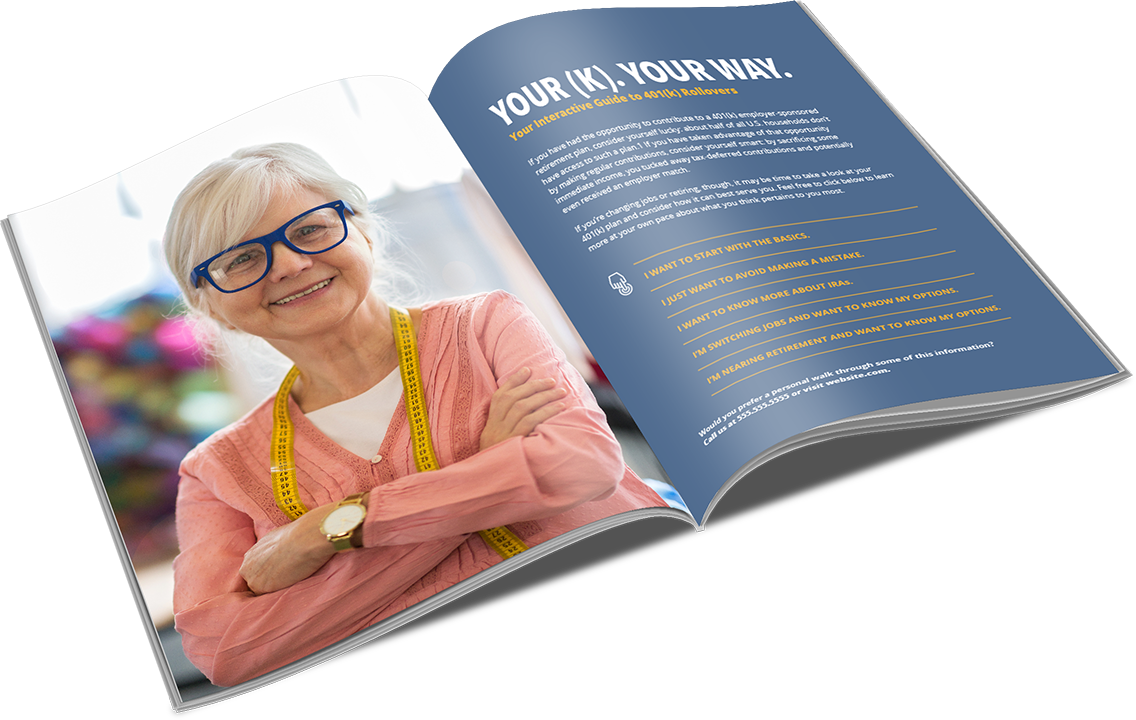 YOUR (K). YOUR WAY.
Your Interactive Guide to 401(k) Rollovers
If you have had the opportunity to contribute to a 401(k) employer-sponsored
retirement plan, consider yourself lucky: about half of all U.S. households don't
have access to such a plan.1 If you have taken advantage of that opportunity
by making regular contributions, consider yourself smart: by sacrificing some
immediate income, you tucked away tax-deferred contributions and potentially
even received an employer match.
If you're changing jobs or retiring, though, it may be time to take a look at your
401(k) plan and consider how it can best serve you. Feel free to click below to learn
more at your own pace about what you think pertains to you most.
I WANT TO START WITH THE BASICS.
I JUST WANT TO AVOID MAKING A MISTAKE.
I WANT TO KNOW MORE ABOUT IRAs.
I'M SWITCHING JOBS AND WANT TO KNOW MY OPTIONS.
I'M NEARING RETIREMENT AND WANT TO KNOW MY OPTIONS.
Would you prefer a personal walk through some of this information?
Call us at 555.555.5555 or visit website.com.